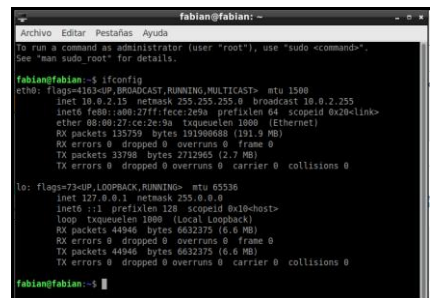 fabian@fabian: ~
Archivo Editar Pestañas Ayuda
To run a command as administrator (user "root"), use "sudo <command>".
See "man sudo_root" for details.
fabian@fabian:~$ ifconfig
eth0: flags=4163<UP,BROADCAST,RUNNING,MULTICAST> mtu 1500
inet 10.0.2.15 netmask 255.255.255.0 broadcast 10.0.2.255
inet6 fe80::a00:27ff:fece:2e9a prefixlen 64 scopeid 0x20<link>
ether 08:00:27:ce:2e:9a txqueuelen 1000 (Ethernet)
RX packets 135759 bytes 191900688 (191.9 MB)
RX errors 0 dropped 0 overruns 0 frame 0
TX packets 33798 bytes 2712965 (2.7 MB)
TX errors 0 dropped 0 overruns 0 carrier 0 collisions 0
lo: flags=73<UP,LOOPBACK,RUNNING> mtu 65536
inet 127.0.0.1 netmask 255.0.0.0
inet6 ::1 prefixlen 128 scopeid 0x10<host>
loop txqueuelen 1000 (Local Loopback)
RX packets 44946 bytes 6632375 (6.6 MB)
RX errors 0 dropped 0 overruns 0 frame 0
TX packets 44946 bytes 6632375 (6.6 MB)
TX errors 0 dropped 0 overruns 0 carrier 0 collisions 0
fabian@fabian:~$